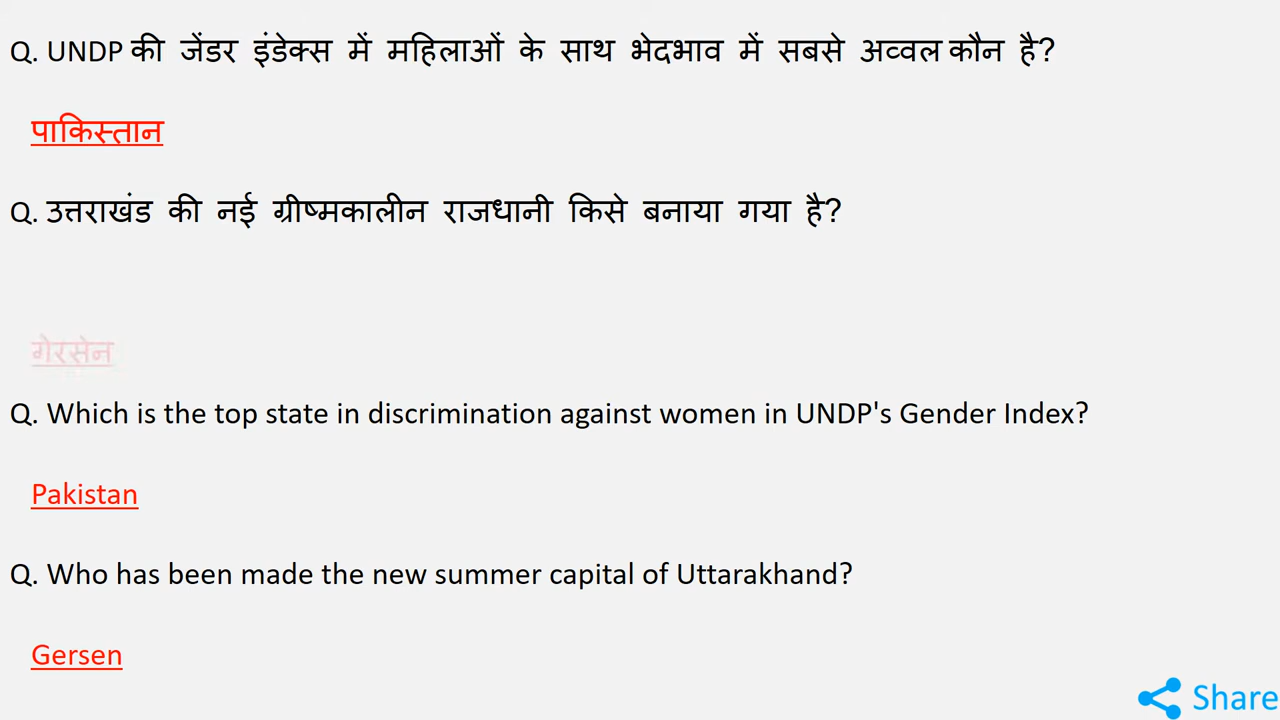 Q. UNDP की जेंडर इंडेक्स में महिलाओं के साथ भेदभाव में सबसे अव्वल कौन है?
पाकिस्तान
Q. उत्तराखंड की नई ग्रीष्मकालीन राजधानी किसे बनाया गया है?
गेरसेन
Q. Which is the top state in discrimination against women in UNDP's Gender Index?
Pakistan
Q. Who has been made the new summer capital of Uttarakhand?
Gersen
Share